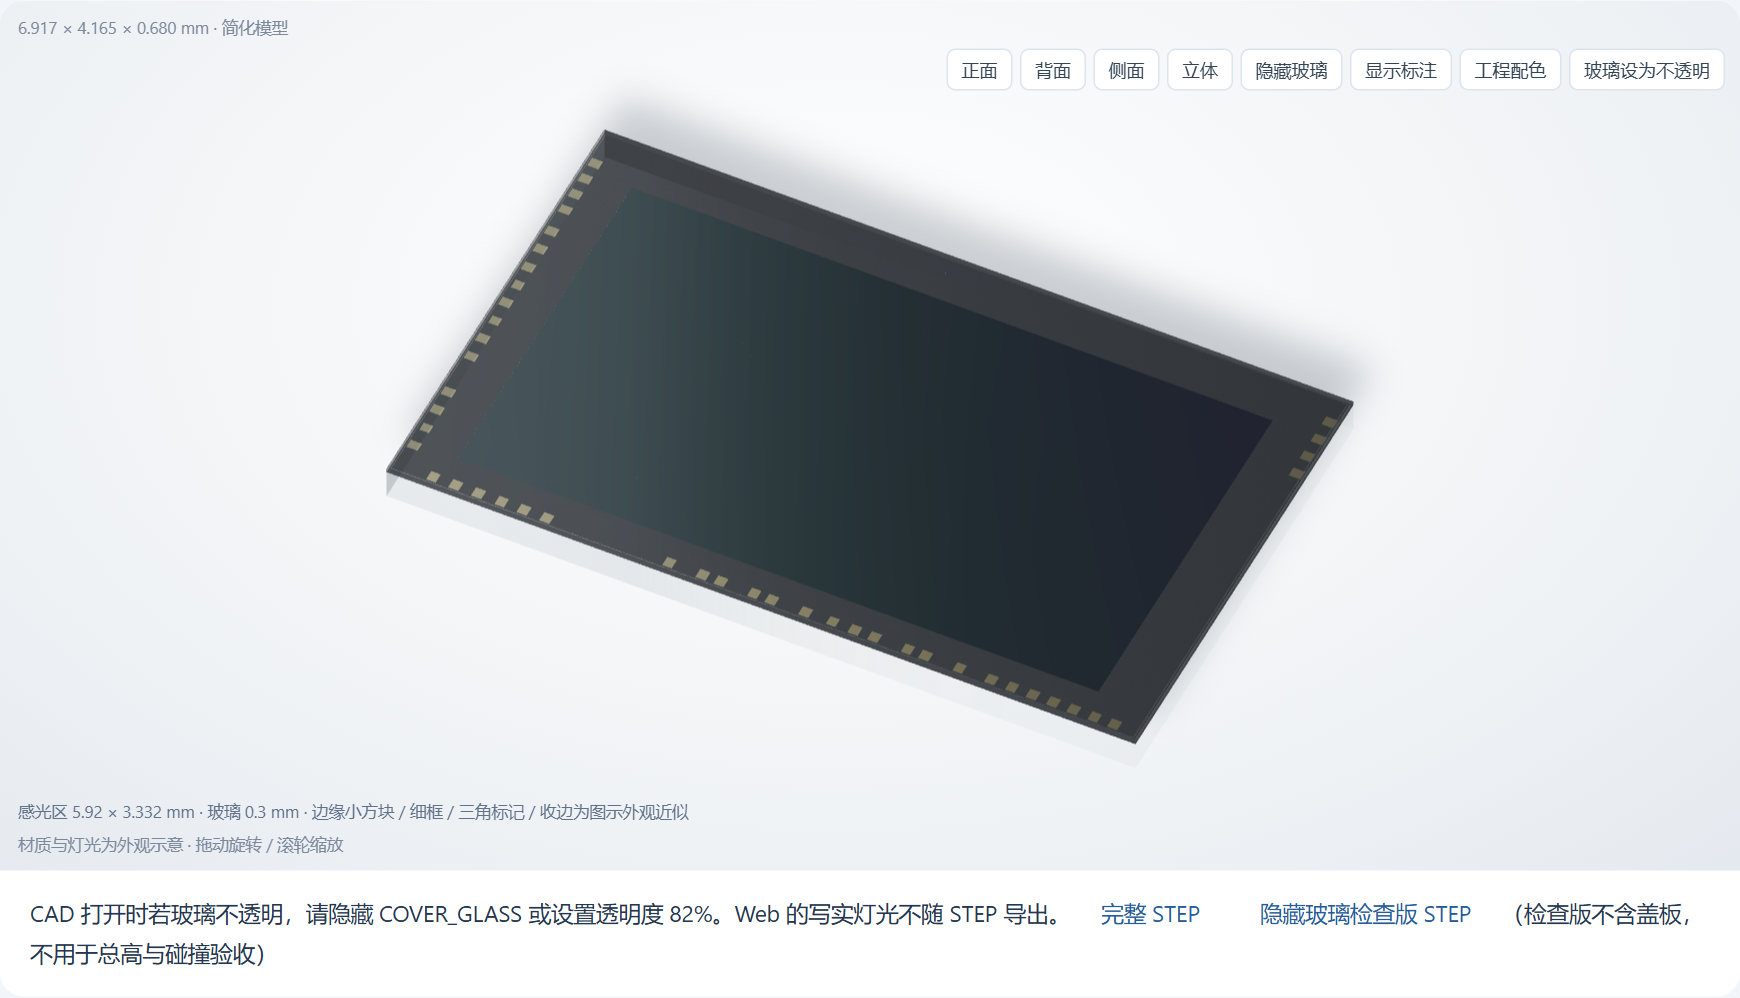 6.917 × 4.165 × 0.680 mm · 简化模型
正面 背面 侧面 立体 隐藏玻璃 显示标注 工程配色 玻璃设为不透明
感光区 5.92 × 3.332 mm · 玻璃 0.3 mm · 边缘小方块 / 细框 / 三角标记 / 收边为图示外观近似
材质与灯光为外观示意 · 拖动旋转 / 滚轮缩放
CAD 打开时若玻璃不透明，请隐藏 COVER_GLASS 或设置透明度 82%。Web 的写实灯光不随 STEP 导出。 完整 STEP 隐藏玻璃检查版 STEP （检查版不含盖板，
不用于总高与碰撞验收）